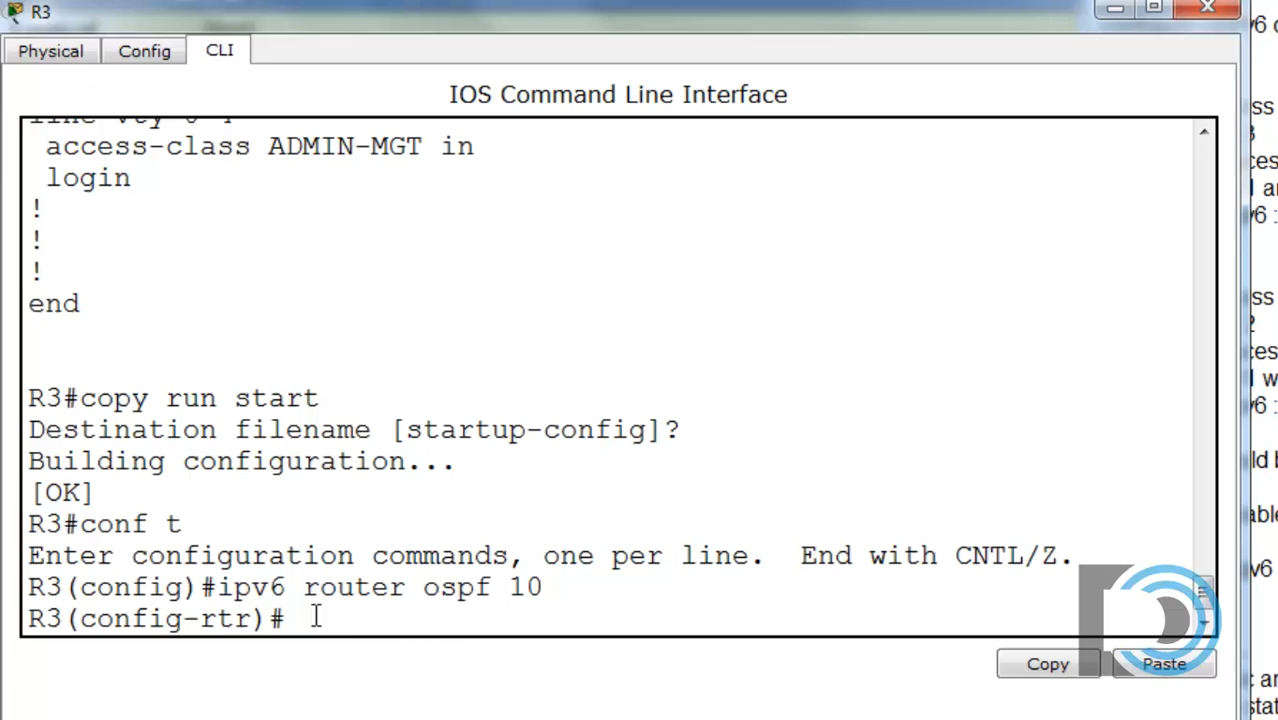 R3
Physical
Config
CLI
IOS Command Line Interface
access-class ADMIN-MGT in
login
!
!
!
end
R3#copy run start
Destination filename [startup-config]?
Building configuration...
[OK]
R3#conf t
Enter configuration commands, one per line.  End with CNTL/Z.
R3(config)#ipv6 router ospf 10
R3(config-rtr)#
Copy
Paste